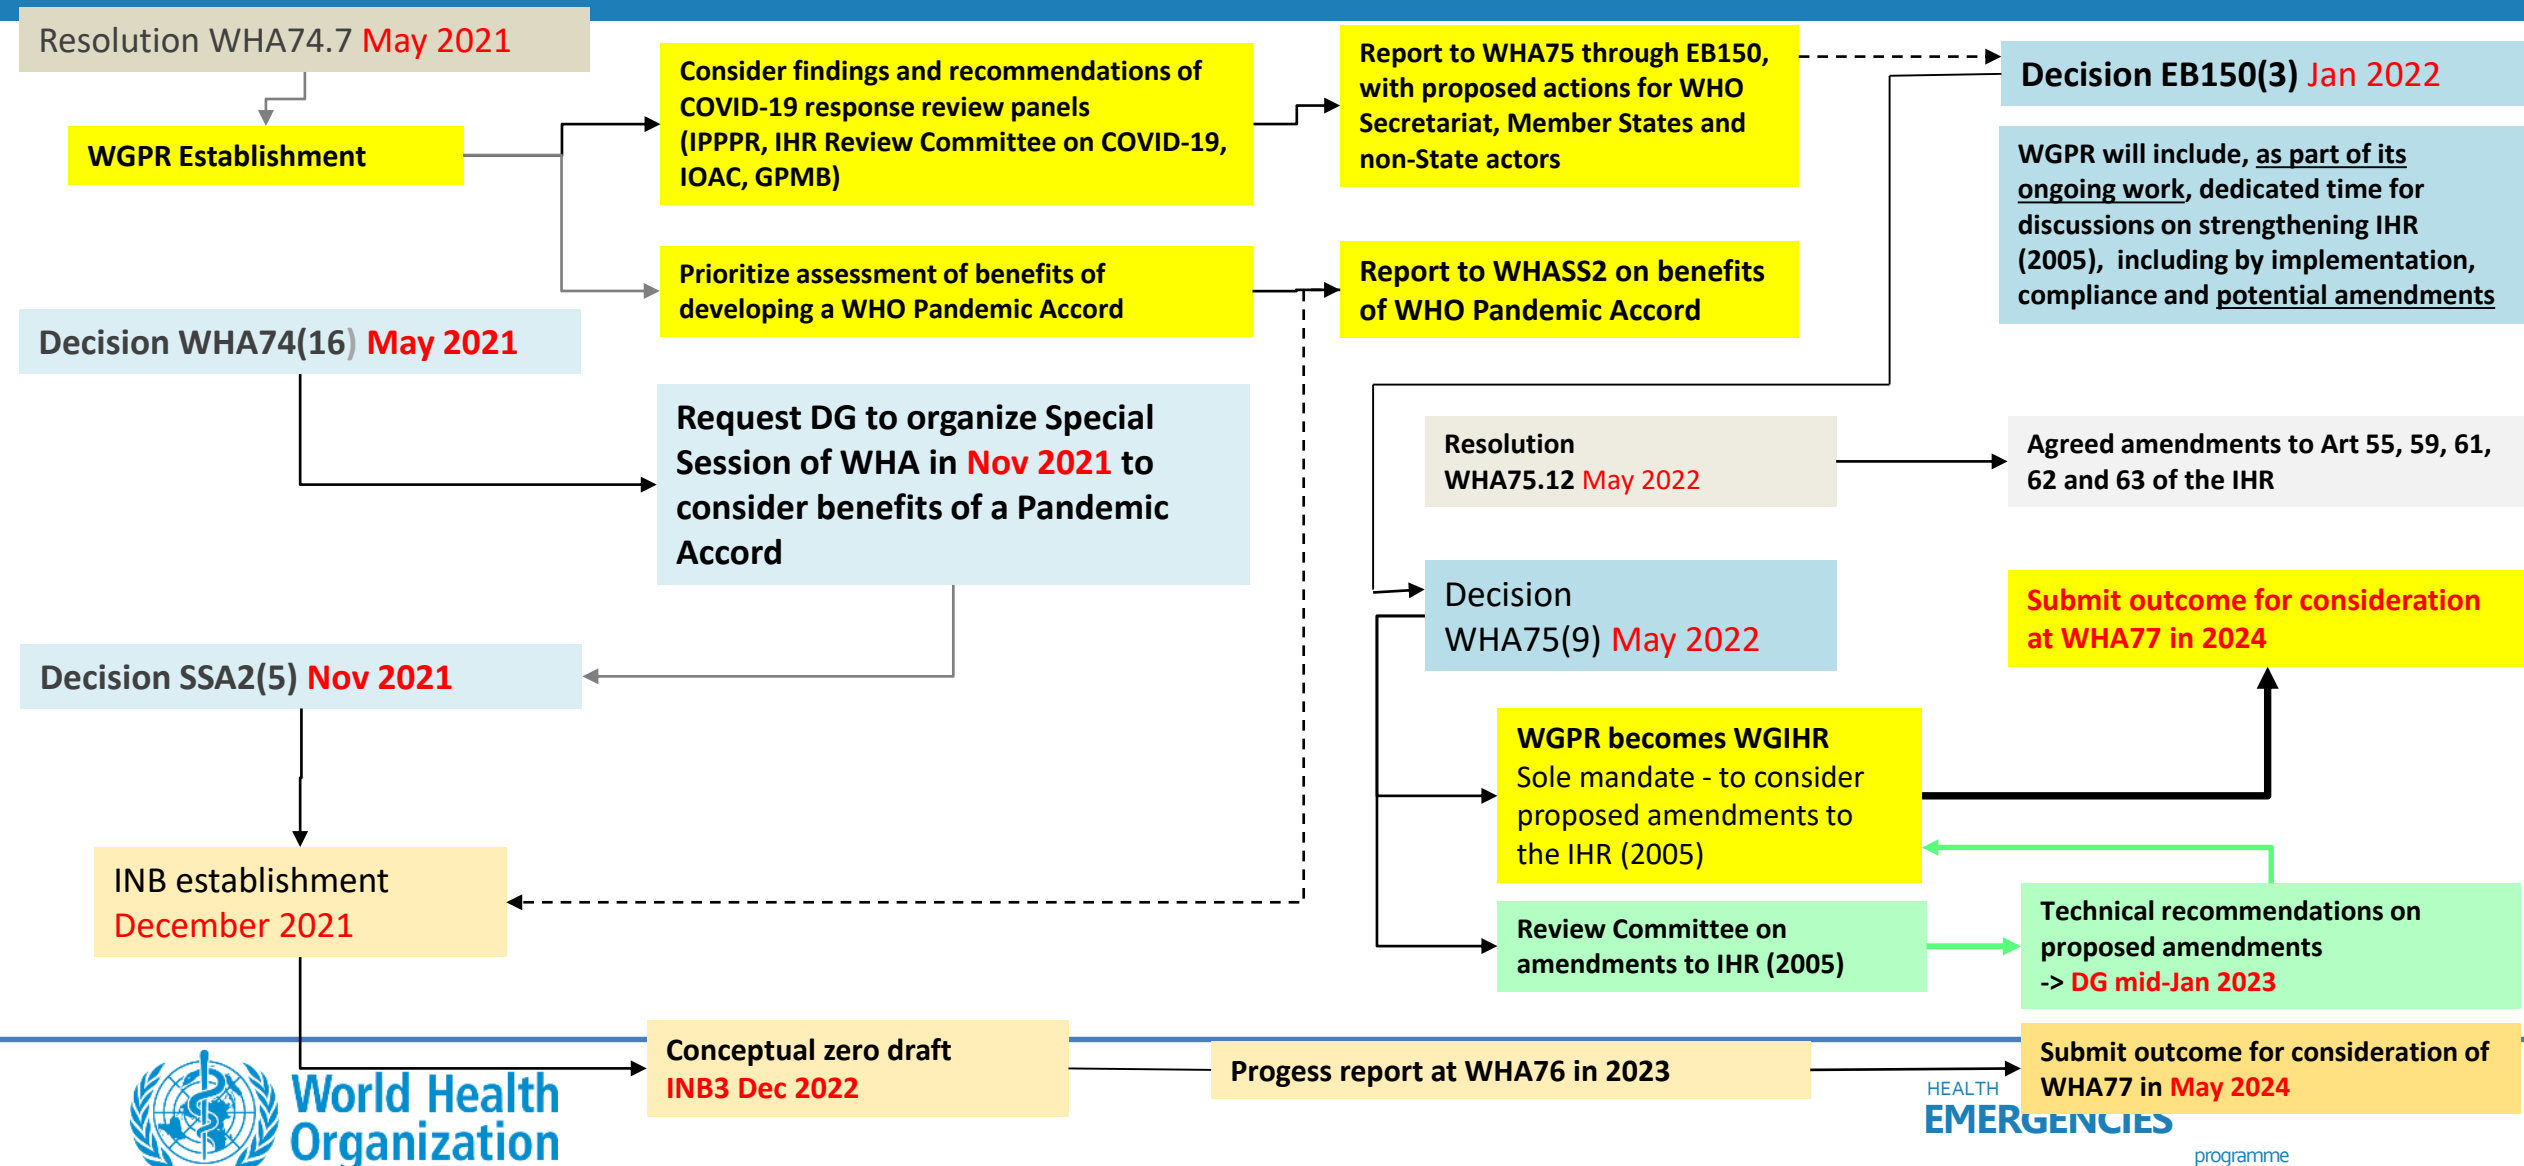 Resolution WHA74.7 May 2021
WGPR Establishment
Consider findings and recommendations of
COVID-19 response review panels
(IPPPR, IHR Review Committee on COVID-19,
IOAC, GPMB)
Report to WHA75 through EB150,
with proposed actions for WHO
Secretariat, Member States and
non-State actors
Decision EB150(3) Jan 2022
WGPR will include, as part of its
ongoing work, dedicated time for
discussions on strengthening IHR
(2005), including by implementation,
compliance and potential amendments
Prioritize assessment of benefits of
developing a WHO Pandemic Accord
Report to WHASS2 on benefits
of WHO Pandemic Accord
Decision WHA74(16) May 2021
Request DG to organize Special
Session of WHA in Nov 2021 to
consider benefits of a Pandemic
Accord
Resolution
WHA75.12 May 2022
Agreed amendments to Art 55, 59, 61,
62 and 63 of the IHR
Decision
WHA75(9) May 2022
Submit outcome for consideration
at WHA77 in 2024
Decision SSA2(5) Nov 2021
WGPR becomes WGIHR
Sole mandate - to consider
proposed amendments to
the IHR (2005)
INB establishment
December 2021
Review Committee on
amendments to IHR (2005)
Technical recommendations on
proposed amendments
-> DG mid-Jan 2023
Conceptual zero draft
INB3 Dec 2022
Progess report at WHA76 in 2023
Submit outcome for consideration of
WHA77 in May 2024
World Health
Organization
HEALTH
EMERGENCIES
programme